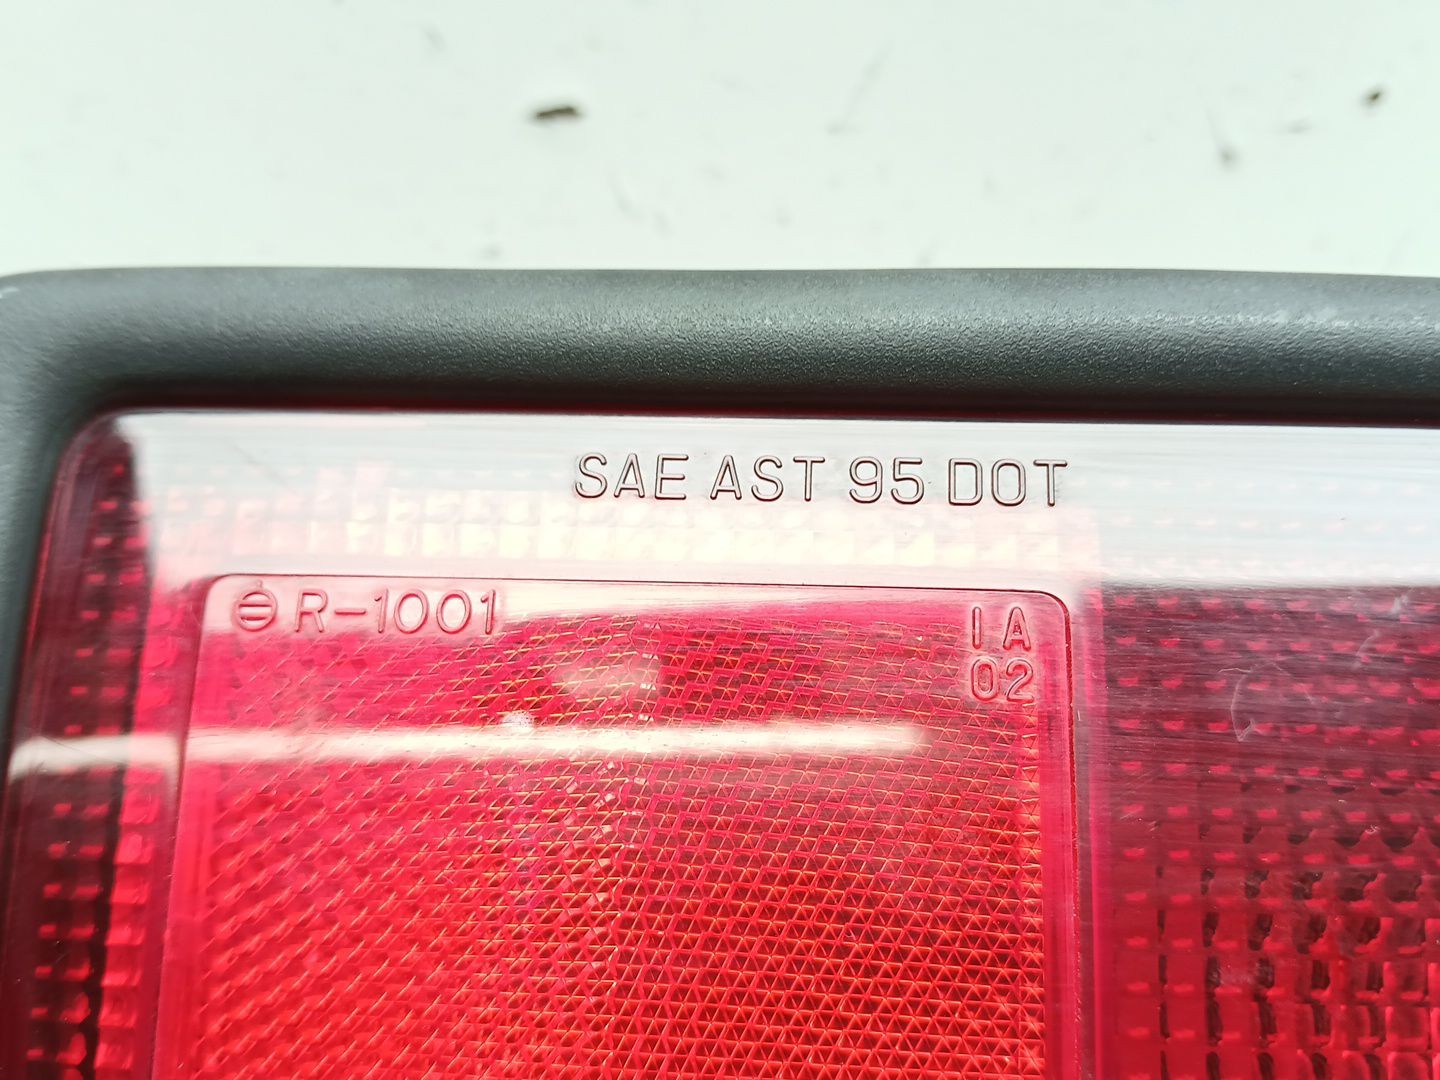 SAE AST 95 DOT
R-1001
IA
02